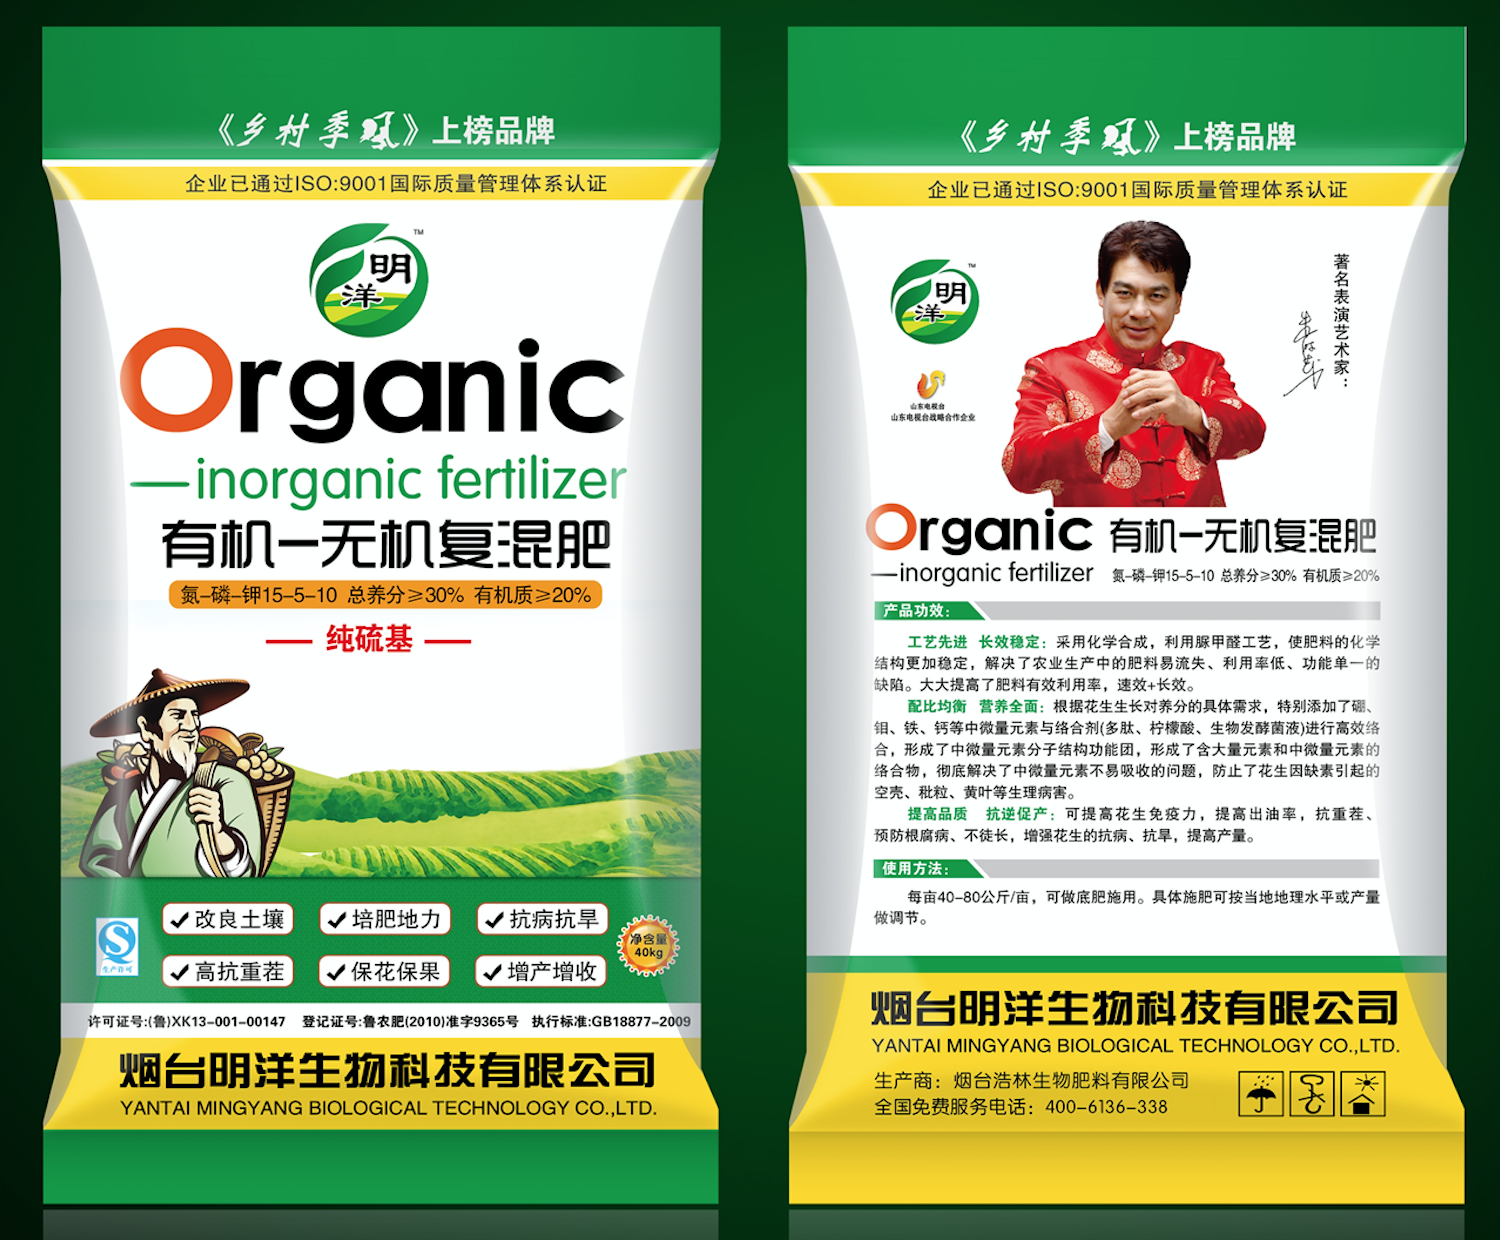 《乡村季风》上榜品牌
企业已通过ISO:9001国际质量管理体系认证
TM
明
洋
Organic
—inorganic fertilizer
有机—无机复混肥
氮-磷-钾15-5-10 总养分≥30% 有机质≥20%
纯硫基
改良土壤 培肥地力 抗病抗旱
高抗重茬 保花保果 增产增收
S
生产许可
净含量
40kg
许可证号:(鲁)XK13-001-00147 登记证号:鲁农肥(2010)准字9365号 执行标准:GB18877-2009
烟台明洋生物科技有限公司
YANTAI MINGYANG BIOLOGICAL TECHNOLOGY CO.,LTD.
《乡村季风》上榜品牌
企业已通过ISO:9001国际质量管理体系认证
TM
明
洋
山东电视台
山东电视台战略合作企业
著名表演艺术家：
Organic
—inorganic fertilizer
有机—无机复混肥
氮-磷-钾15-5-10 总养分≥30% 有机质≥20%
产品功效：
工艺先进 长效稳定：采用化学合成，利用脲甲醛工艺，使肥料的化学
结构更加稳定，解决了农业生产中的肥料易流失、利用率低、功能单一的
缺陷。大大提高了肥料有效利用率，速效+长效。
配比均衡 营养全面：根据花生生长对养分的具体需求，特别添加了硼、
钼、铁、钙等中微量元素与络合剂(多肽、柠檬酸、生物发酵菌液)进行高效络
合，形成了中微量元素分子结构功能团，形成了含大量元素和中微量元素的
络合物，彻底解决了中微量元素不易吸收的问题，防止了花生因缺素引起的
空壳、秕粒、黄叶等生理病害。
提高品质 抗逆促产：可提高花生免疫力，提高出油率，抗重茬、
预防根腐病、不徒长，增强花生的抗病、抗旱，提高产量。
使用方法：
每亩40-80公斤/亩，可做底肥施用。具体施肥可按当地地理水平或产量
做调节。
烟台明洋生物科技有限公司
YANTAI MINGYANG BIOLOGICAL TECHNOLOGY CO.,LTD.
生产商：烟台浩林生物肥料有限公司
全国免费服务电话：400-6136-338